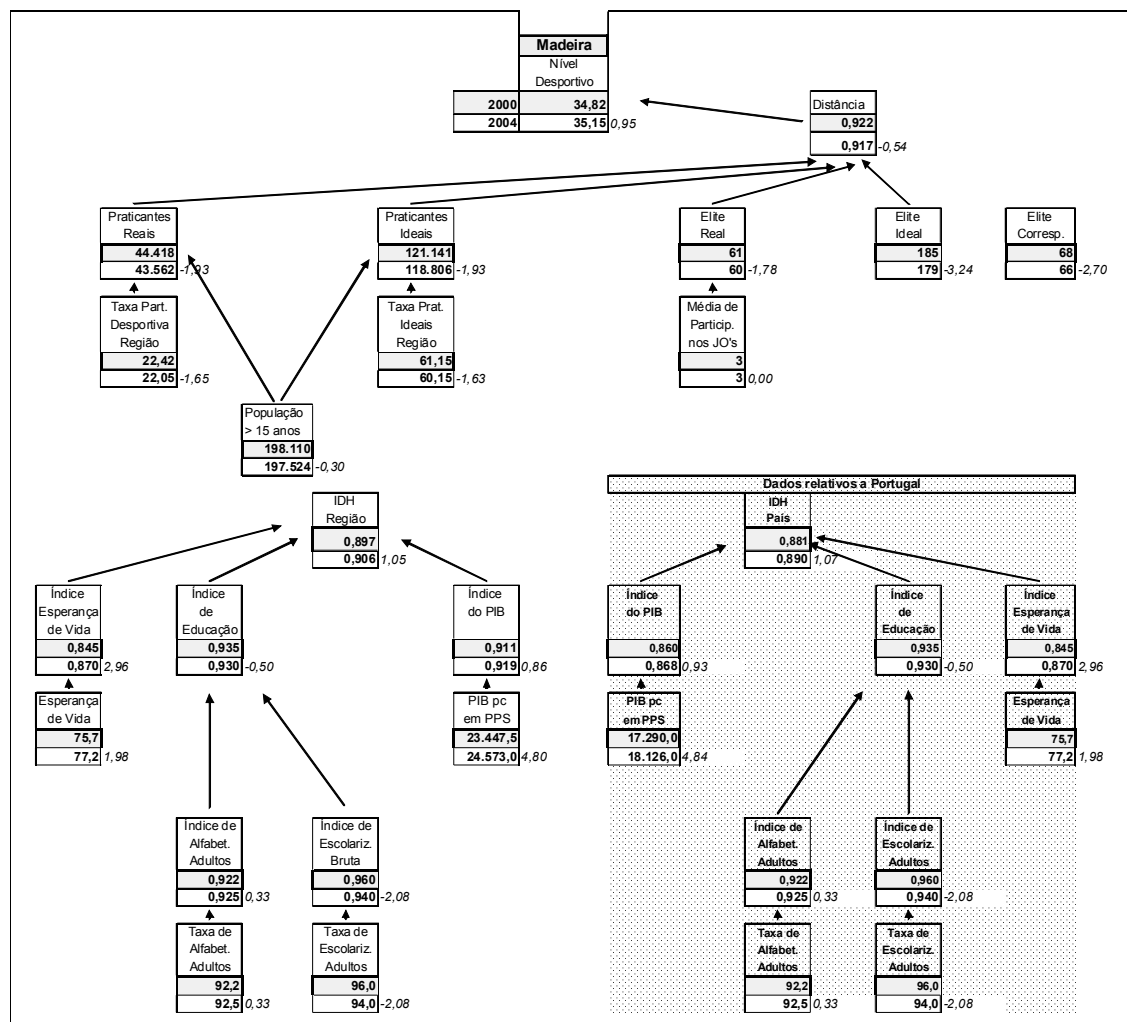 Madeira
Nível
Desportivo
2000 34,82
2004 35,15 0,95
Distância
0,922
0,917 -0,54
Praticantes
Reais
44.418
43.562 -1,93
Praticantes
Ideais
121.141
118.806 -1,93
Elite
Real
61
60 -1,78
Elite
Ideal
185
179 -3,24
Elite
Corresp.
68
66 -2,70
Taxa Part.
Desportiva
Região
22,42
22,05 -1,65
Taxa Prat.
Ideais
Região
61,15
60,15 -1,63
Média de
Particip.
nos JO's
3
3 0,00
População
> 15 anos
198.110
197.524 -0,30
IDH
Região
0,897
0,906 1,05
Índice
Esperança
de Vida
0,845
0,870 2,96
Índice
de
Educação
0,935
0,930 -0,50
Índice
do PIB
0,911
0,919 0,86
Esperança
de Vida
75,7
77,2 1,98
PIB pc
em PPS
23.447,5
24.573,0 4,80
Índice de
Alfabet.
Adultos
0,922
0,925 0,33
Índice de
Escolariz.
Bruta
0,960
0,940 -2,08
Taxa de
Alfabet.
Adultos
92,2
92,5 0,33
Taxa de
Escolariz.
Adultos
96,0
94,0 -2,08
Dados relativos a Portugal
IDH
País
0,881
0,890 1,07
Índice
do PIB
0,860
0,868 0,93
Índice
de
Educação
0,935
0,930 -0,50
Índice
Esperança
de Vida
0,845
0,870 2,96
PIB pc
em PPS
17.290,0
18.126,0 4,84
Esperança
de Vida
75,7
77,2 1,98
Índice de
Alfabet.
Adultos
0,922
0,925 0,33
Índice de
Escolariz.
Adultos
0,960
0,940 -2,08
Taxa de
Alfabet.
Adultos
92,2
92,5 0,33
Taxa de
Escolariz.
Adultos
96,0
94,0 -2,08